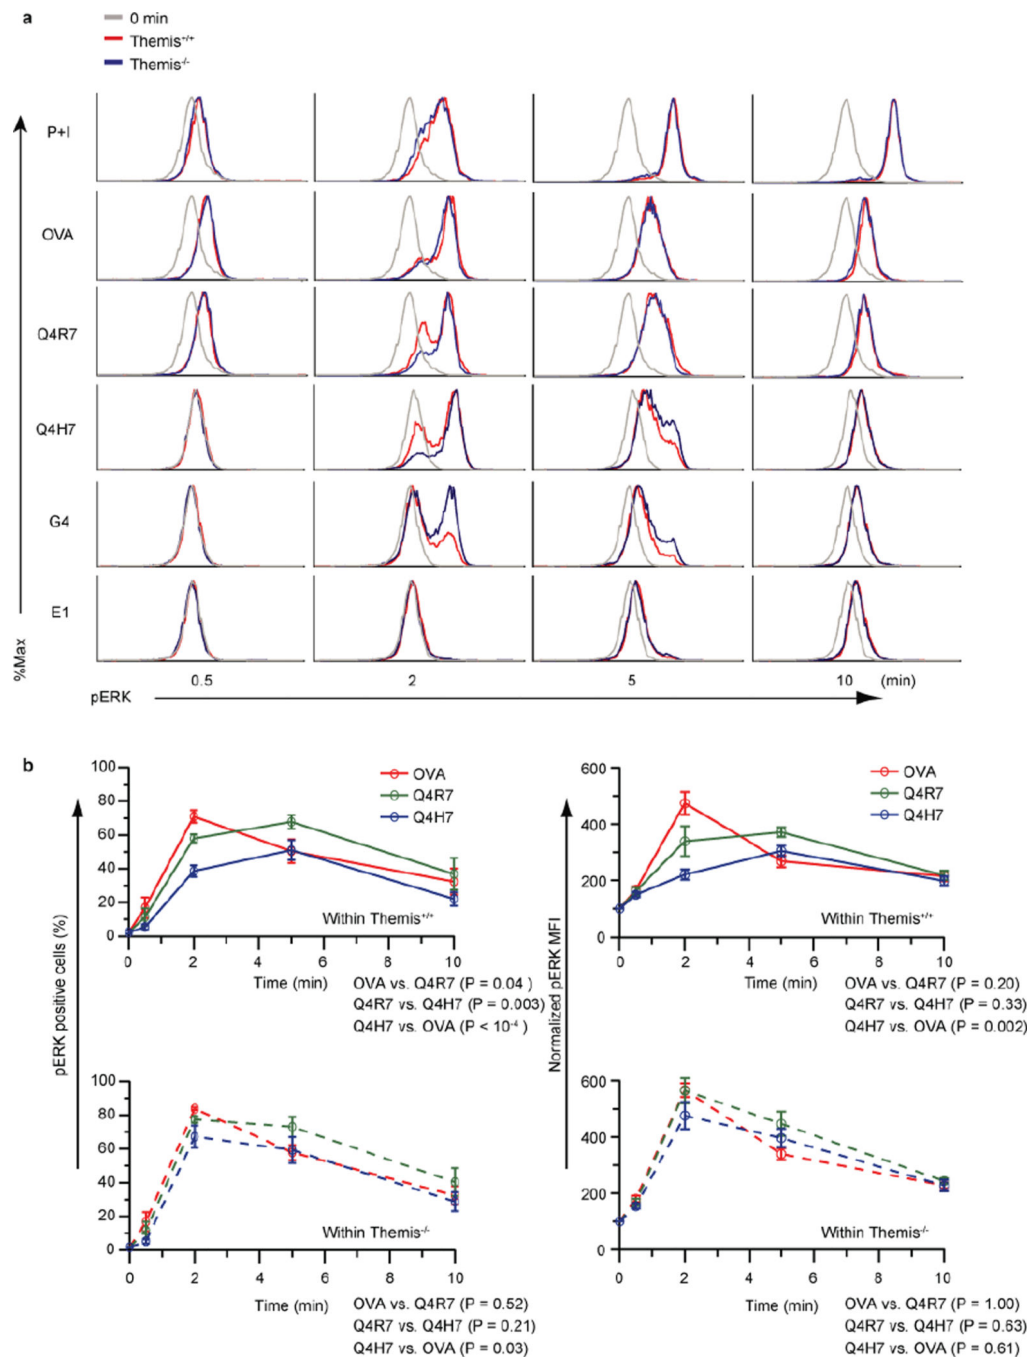 a
0 min
Themis+/+
Themis-/-
P+I
OVA
Q4R7
Q4H7
G4
E1
%Max
0.5 2 5 10 (min)
pERK
b
100
80
60
40
20
0
0 2 4 6 8 10
OVA
Q4R7
Q4H7
Within Themis+/+
Time (min)
OVA vs. Q4R7 (P = 0.04 )
Q4R7 vs. Q4H7 (P = 0.003)
Q4H7 vs. OVA (P < 10-4 )
pERK positive cells (%)
600
400
200
0
0 2 4 6 8 10
OVA
Q4R7
Q4H7
Within Themis+/+
Time (min)
OVA vs. Q4R7 (P = 0.20)
Q4R7 vs. Q4H7 (P = 0.33)
Q4H7 vs. OVA (P = 0.002)
Normalized pERK MFI
100
80
60
40
20
0
0 2 4 6 8 10
Within Themis-/-
Time (min)
OVA vs. Q4R7 (P = 0.52)
Q4R7 vs. Q4H7 (P = 0.21)
Q4H7 vs. OVA (P = 0.03)
600
400
200
0
0 2 4 6 8 10
Within Themis-/-
Time (min)
OVA vs. Q4R7 (P = 1.00)
Q4R7 vs. Q4H7 (P = 0.63)
Q4H7 vs. OVA (P = 0.61)